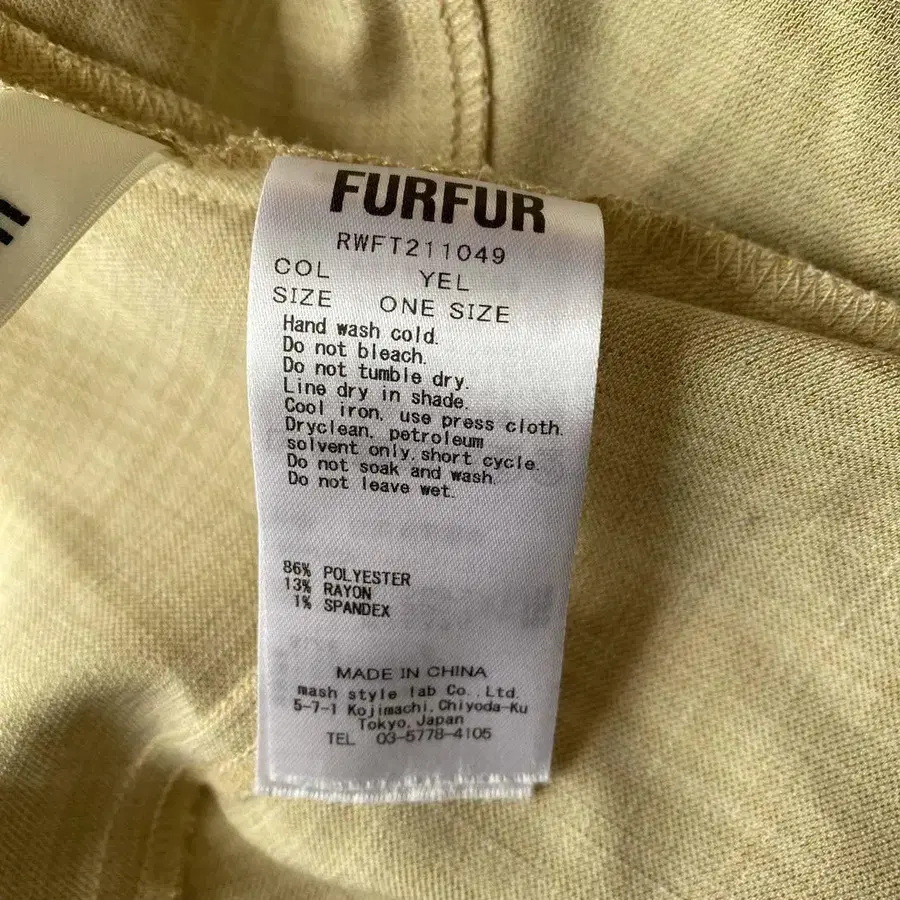 FURFUR
RWFT211049
COL YEL
SIZE ONE SIZE
Hand wash cold.
Do not bleach.
Do not tumble dry.
Line dry in shade.
Cool iron, use press cloth.
Dryclean, petroleum
solvent only, short cycle.
Do not soak and wash.
Do not leave wet.
86% POLYESTER
13% RAYON
1% SPANDEX
MADE IN CHINA
mash style lab Co., Ltd.
5-7-1 Kojimachi, Chiyoda-Ku
Tokyo, Japan
TEL 03-5778-4105